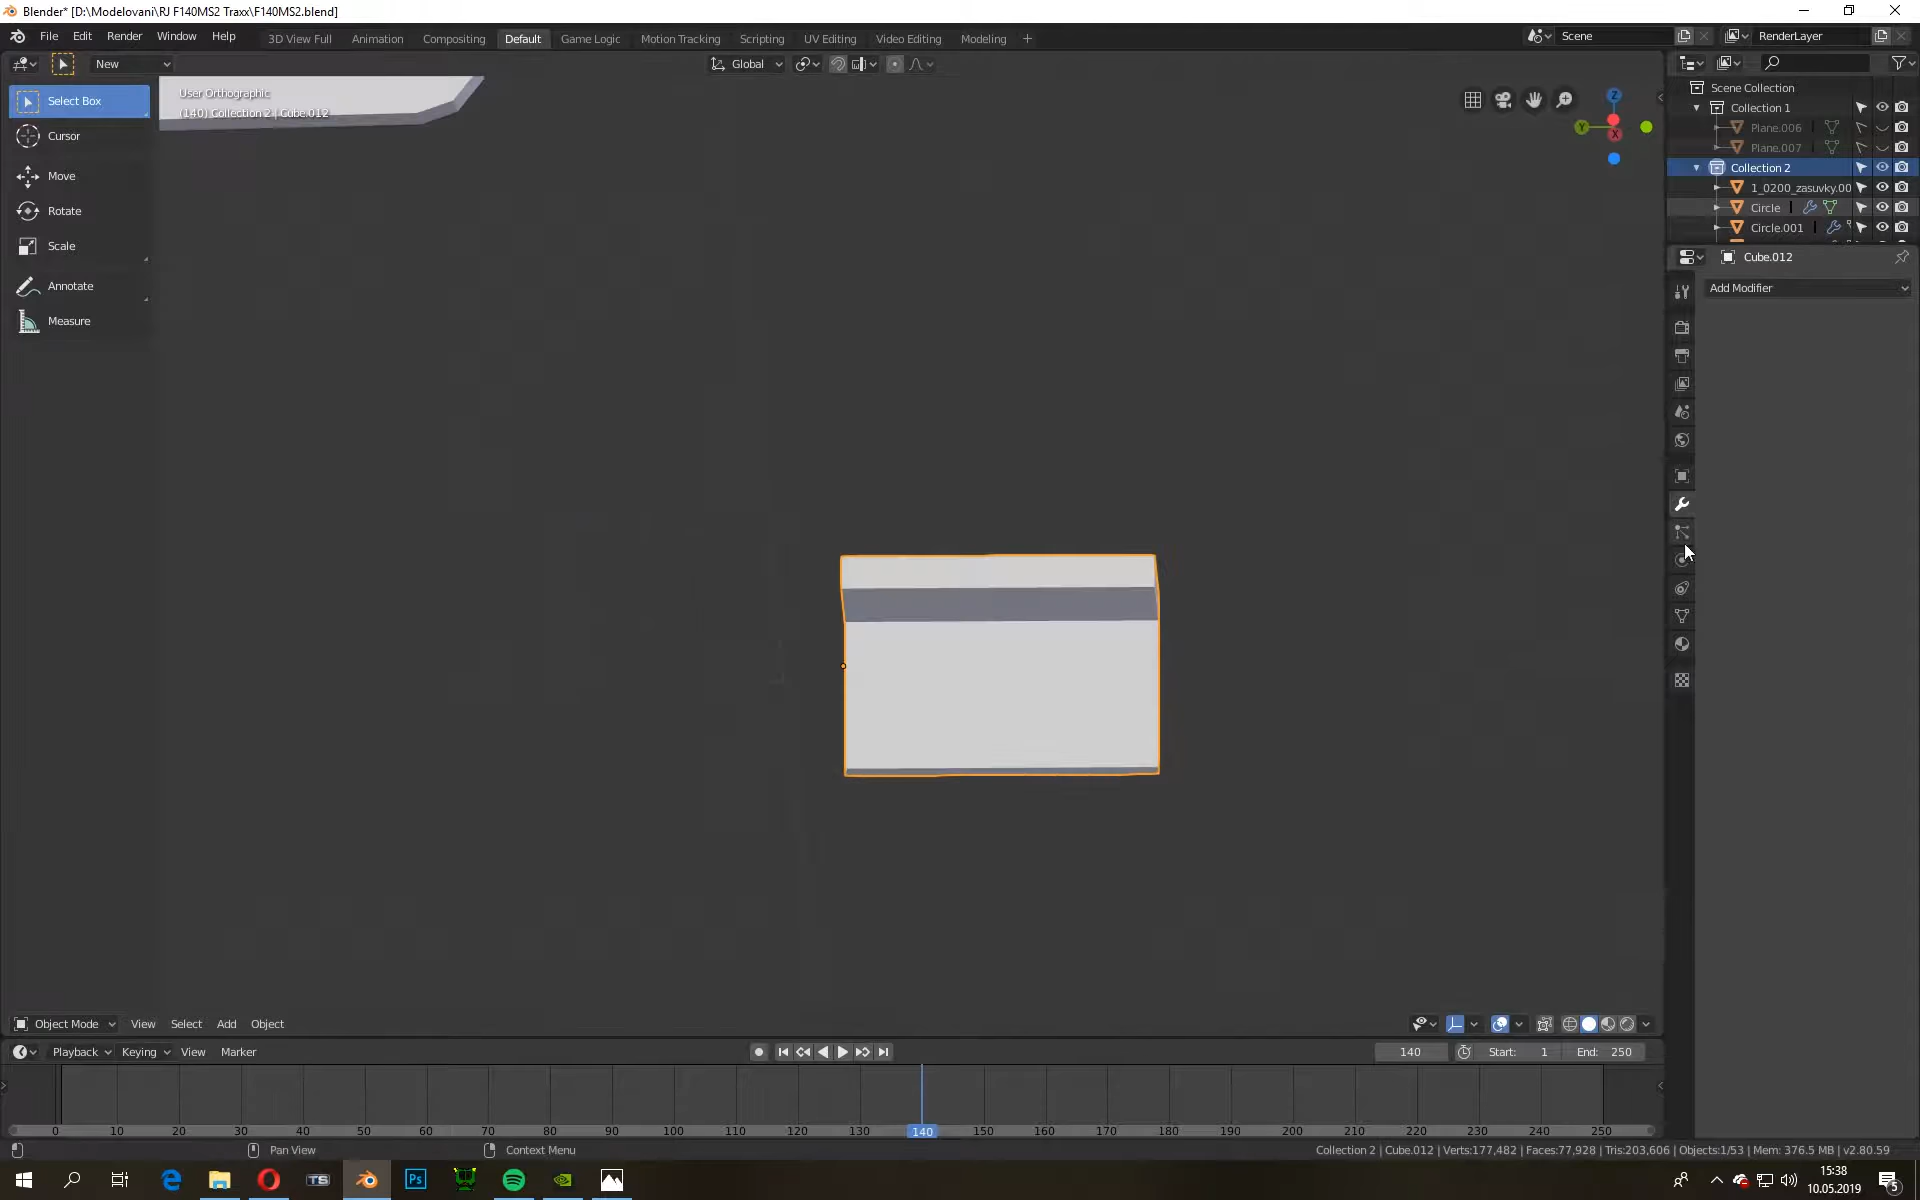 Blender* [D:\Modelovani\RJ F140MS2 Traxx\F140MS2.blend]
File Edit Render Window Help
3D View Full Animation Compositing Default Game Logic Motion Tracking Scripting UV Editing Video Editing Modeling +
Scene
RenderLayer
New
Global
User Orthographic
(140) Collection 2 | Cube.012
Select Box
Cursor
Move
Rotate
Scale
Annotate
Measure
Z
Y
X
Scene Collection
Collection 1
Plane.006
Plane.007
Collection 2
1_0200_zasuvky.00
Circle
Circle.001
Cube.012
Add Modifier
Object Mode View Select Add Object
Playback Keying View Marker
140
Start: 1
End: 250
0 10 20 30 40 50 60 70 80 90 100 110 120 130 140 150 160 170 180 190 200 210 220 230 240 250
Pan View
Context Menu
Collection 2 | Cube.012 | Verts:177,482 | Faces:77,928 | Tris:203,606 | Objects:1/53 | Mem: 376.5 MB | v2.80.59
TS
Ps
15:38
10.05.2019
5